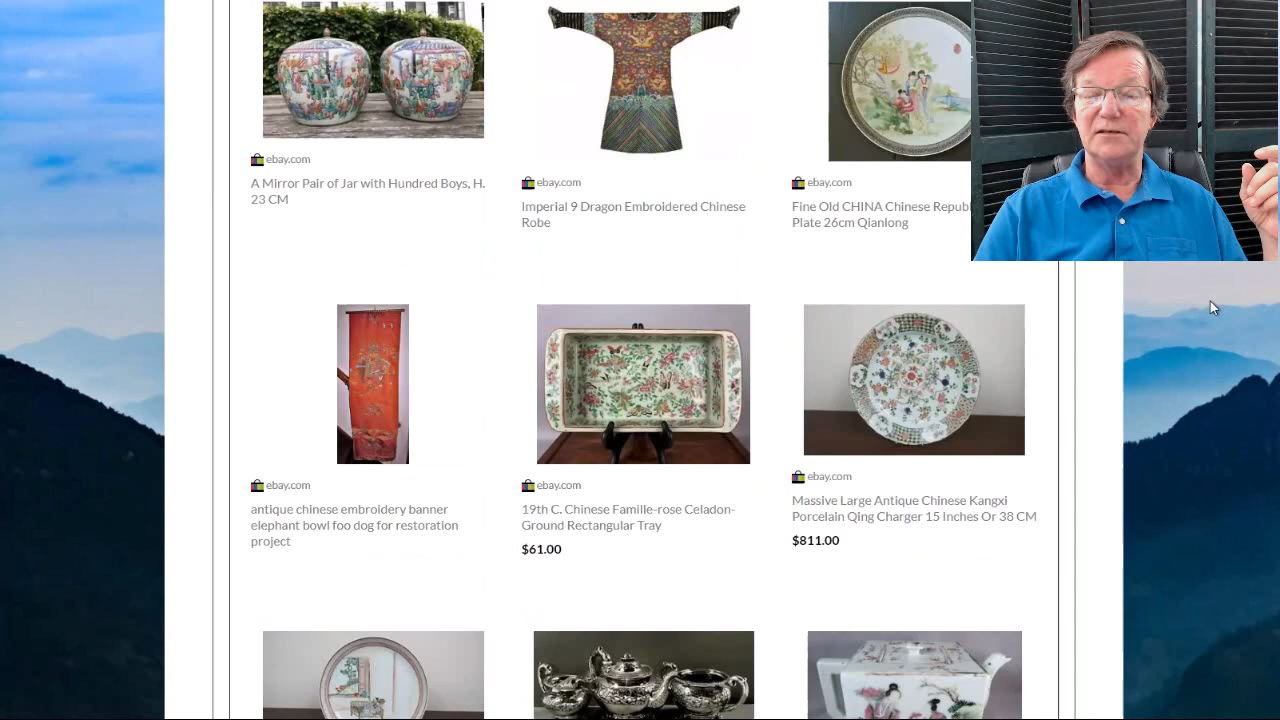 ebay.com
A Mirror Pair of Jar with Hundred Boys, H.
23 CM
ebay.com
Imperial 9 Dragon Embroidered Chinese
Robe
ebay.com
Fine Old CHINA Chinese
Plate 26cm Qianlong
ebay.com
antique chinese embroidery banner
elephant bowl foo dog for restoration
project
ebay.com
19th C. Chinese Famille-rose Celadon-
Ground Rectangular Tray
$61.00
ebay.com
Massive Large Antique Chinese Kangxi
Porcelain Qing Charger 15 Inches Or 38 CM
$811.00